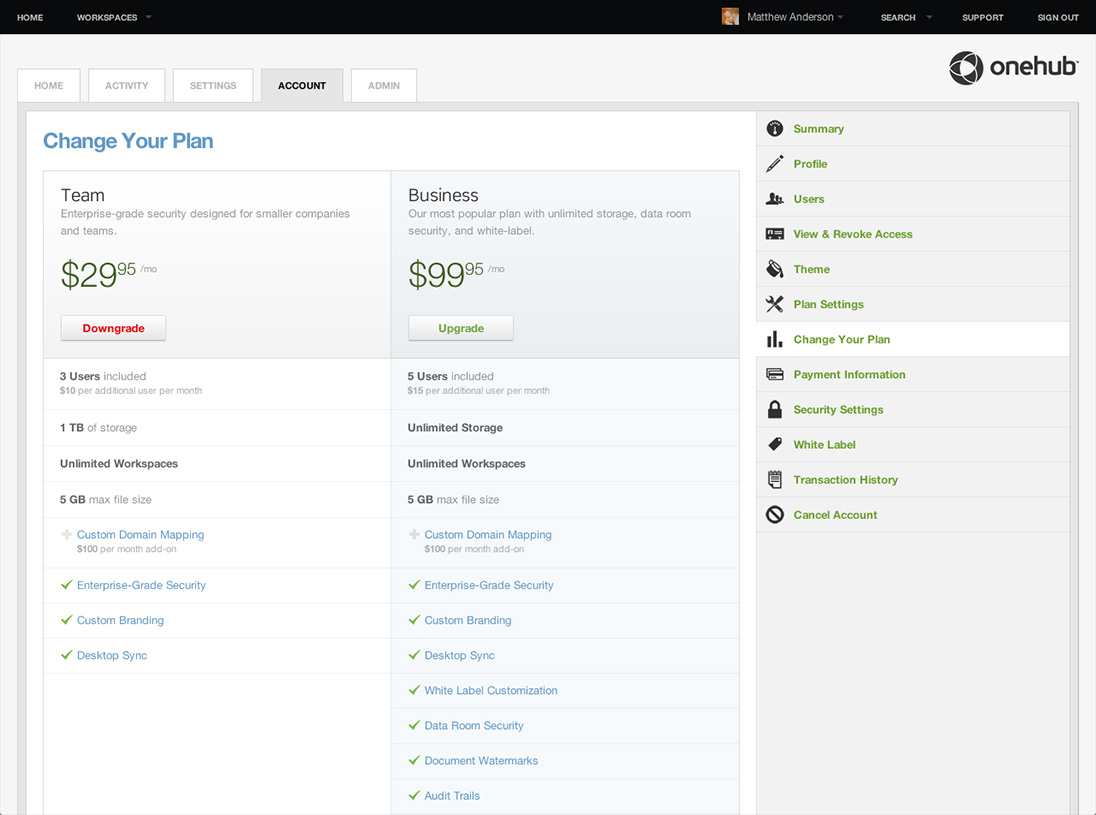 HOME
WORKSPACES
Matthew Anderson
SEARCH
SUPPORT
SIGN OUT
onehub
HOME
ACTIVITY
SETTINGS
ACCOUNT
ADMIN
Change Your Plan
Team
Enterprise-grade security designed for smaller companies
and teams.
$29 95 /mo
Downgrade
3 Users included
$10 per additional user per month
1 TB of storage
Unlimited Workspaces
5 GB max file size
Custom Domain Mapping
$100 per month add-on
Enterprise-Grade Security
Custom Branding
Desktop Sync
Business
Our most popular plan with unlimited storage, data room
security, and white-label.
$99 95 /mo
Upgrade
5 Users included
$15 per additional user per month
Unlimited Storage
Unlimited Workspaces
5 GB max file size
Custom Domain Mapping
$100 per month add-on
Enterprise-Grade Security
Custom Branding
Desktop Sync
White Label Customization
Data Room Security
Document Watermarks
Audit Trails
Summary
Profile
Users
View & Revoke Access
Theme
Plan Settings
Change Your Plan
Payment Information
Security Settings
White Label
Transaction History
Cancel Account